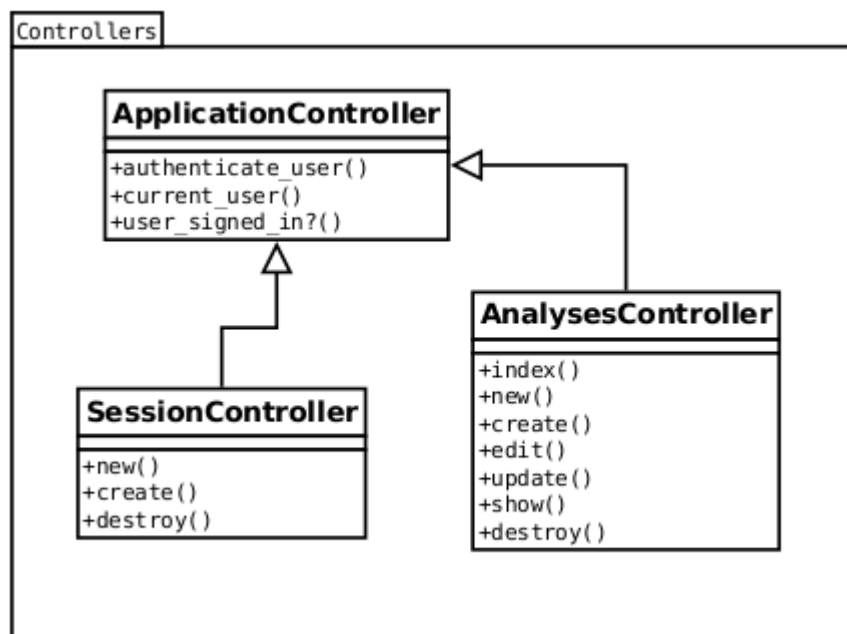 Controllers
ApplicationController
+authenticate_user()
+current_user()
+user_signed_in?()
SessionController
+new()
+create()
+destroy()
AnalysesController
+index()
+new()
+create()
+edit()
+update()
+show()
+destroy()